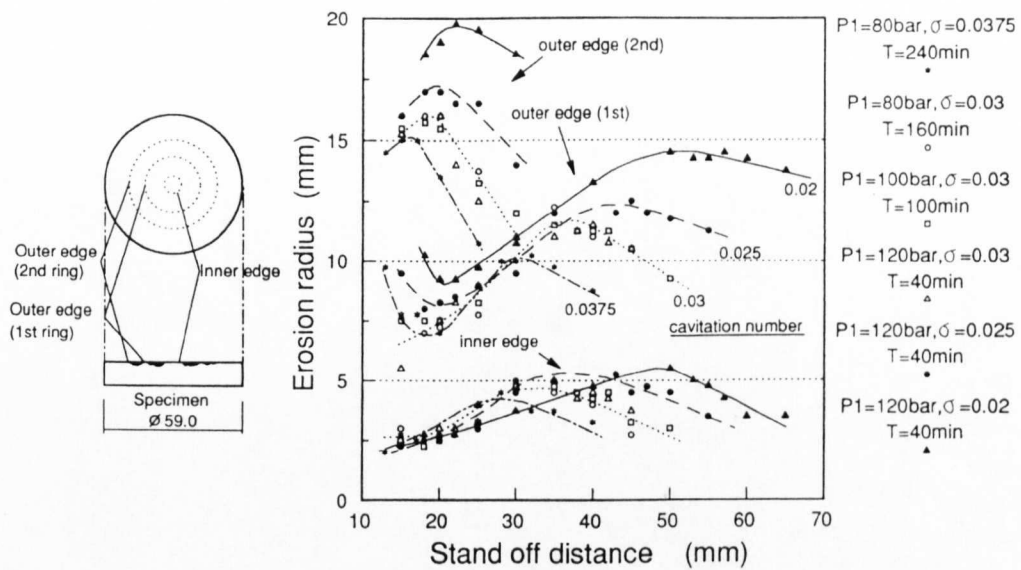 Outer edge
(2nd ring)
Inner edge
Outer edge
(1st ring)
Specimen
Ø 59.0
Erosion radius (mm)
20
15
10
5
0
outer edge (2nd)
outer edge (1st)
0.02
0.025
0.03
0.0375
cavitation number
inner edge
10 20 30 40 50 60 70
Stand off distance (mm)
P1=80bar,σ=0.0375
T=240min
P1=80bar,σ=0.03
T=160min
P1=100bar,σ=0.03
T=100min
P1=120bar,σ=0.03
T=40min
P1=120bar,σ=0.025
T=40min
P1=120bar,σ=0.02
T=40min